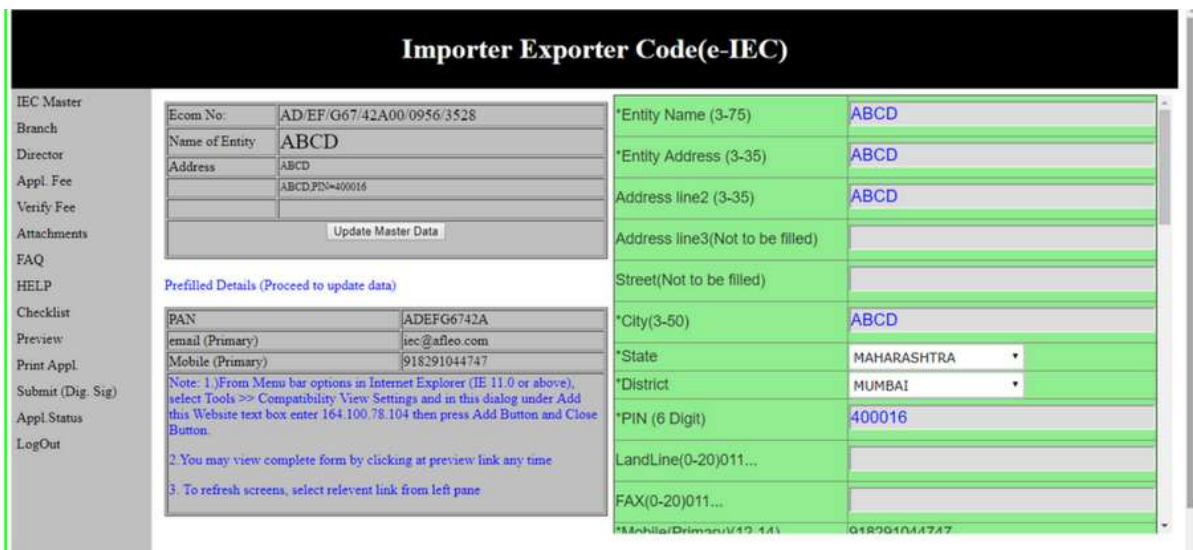 Importer Exporter Code(e-IEC)
IEC Master
Branch
Director
Appl. Fee
Verify Fee
Attachments
FAQ
HELP
Checklist
Preview
Print Appl.
Submit (Dig. Sig)
Appl.Status
LogOut
Ecom No: AD/EF/G67/42A00/0956/3528
Name of Entity ABCD
Address ABCD
ABCD,PIN=400016
Update Master Data
Prefilled Details (Proceed to update data)
PAN ADEFG6742A
email (Primary) iec@afleo.com
Mobile (Primary) 918291044747
Note: 1.)From Menu bar options in Internet Explorer (IE 11.0 or above),
select Tools >> Compatibility View Settings and in this dialog under Add
this Website text box enter 164.100.78.104 then press Add Button and Close
Button.
2.You may view complete form by clicking at preview link any time
3. To refresh screens, select relevent link from left pane
*Entity Name (3-75) ABCD
*Entity Address (3-35) ABCD
Address line2 (3-35) ABCD
Address line3(Not to be filled)
Street(Not to be filled)
*City(3-50) ABCD
*State MAHARASHTRA
*District MUMBAI
*PIN (6 Digit) 400016
LandLine(0-20)011...
FAX(0-20)011...
*Mobile(Primary)(12-14) 918291044747